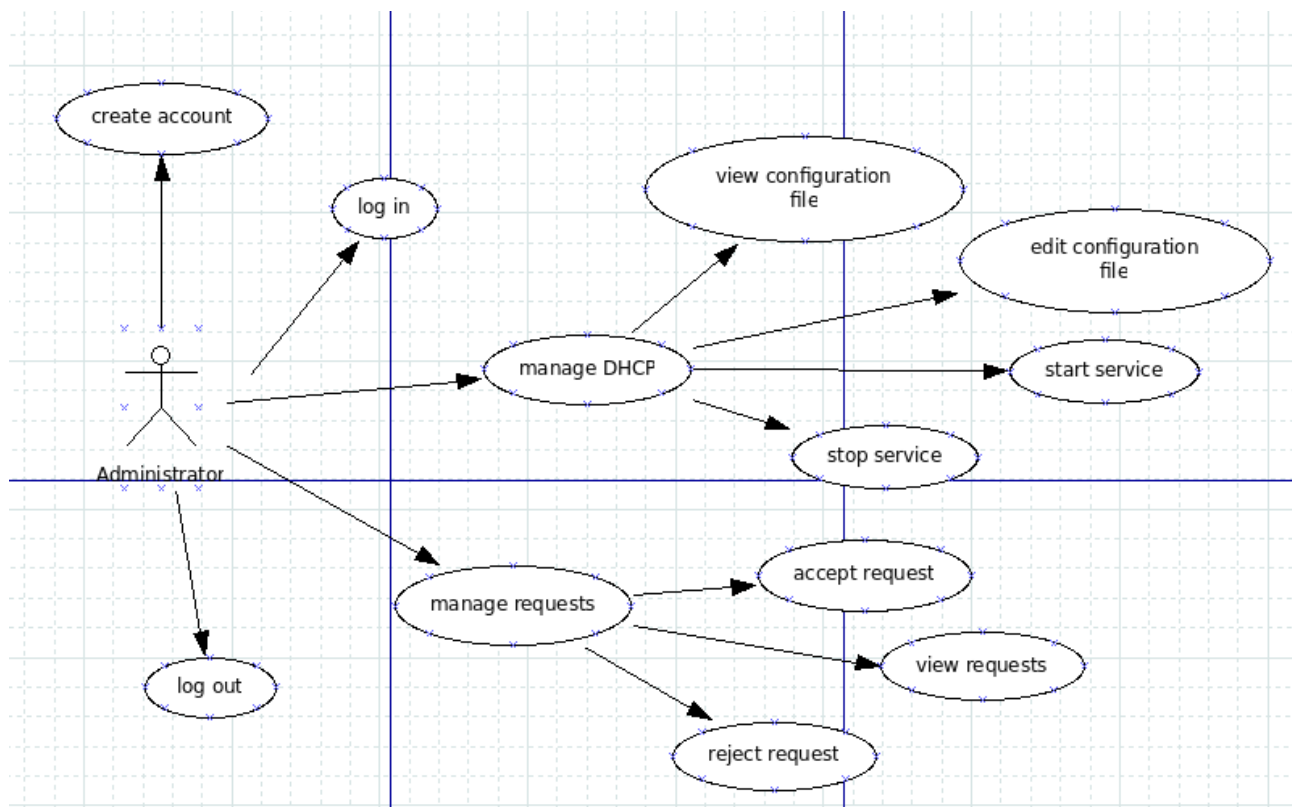 create account
log in
view configuration
file
edit configuration
file
manage DHCP
start service
stop service
Administrator
accept request
manage requests
view requests
log out
reject request